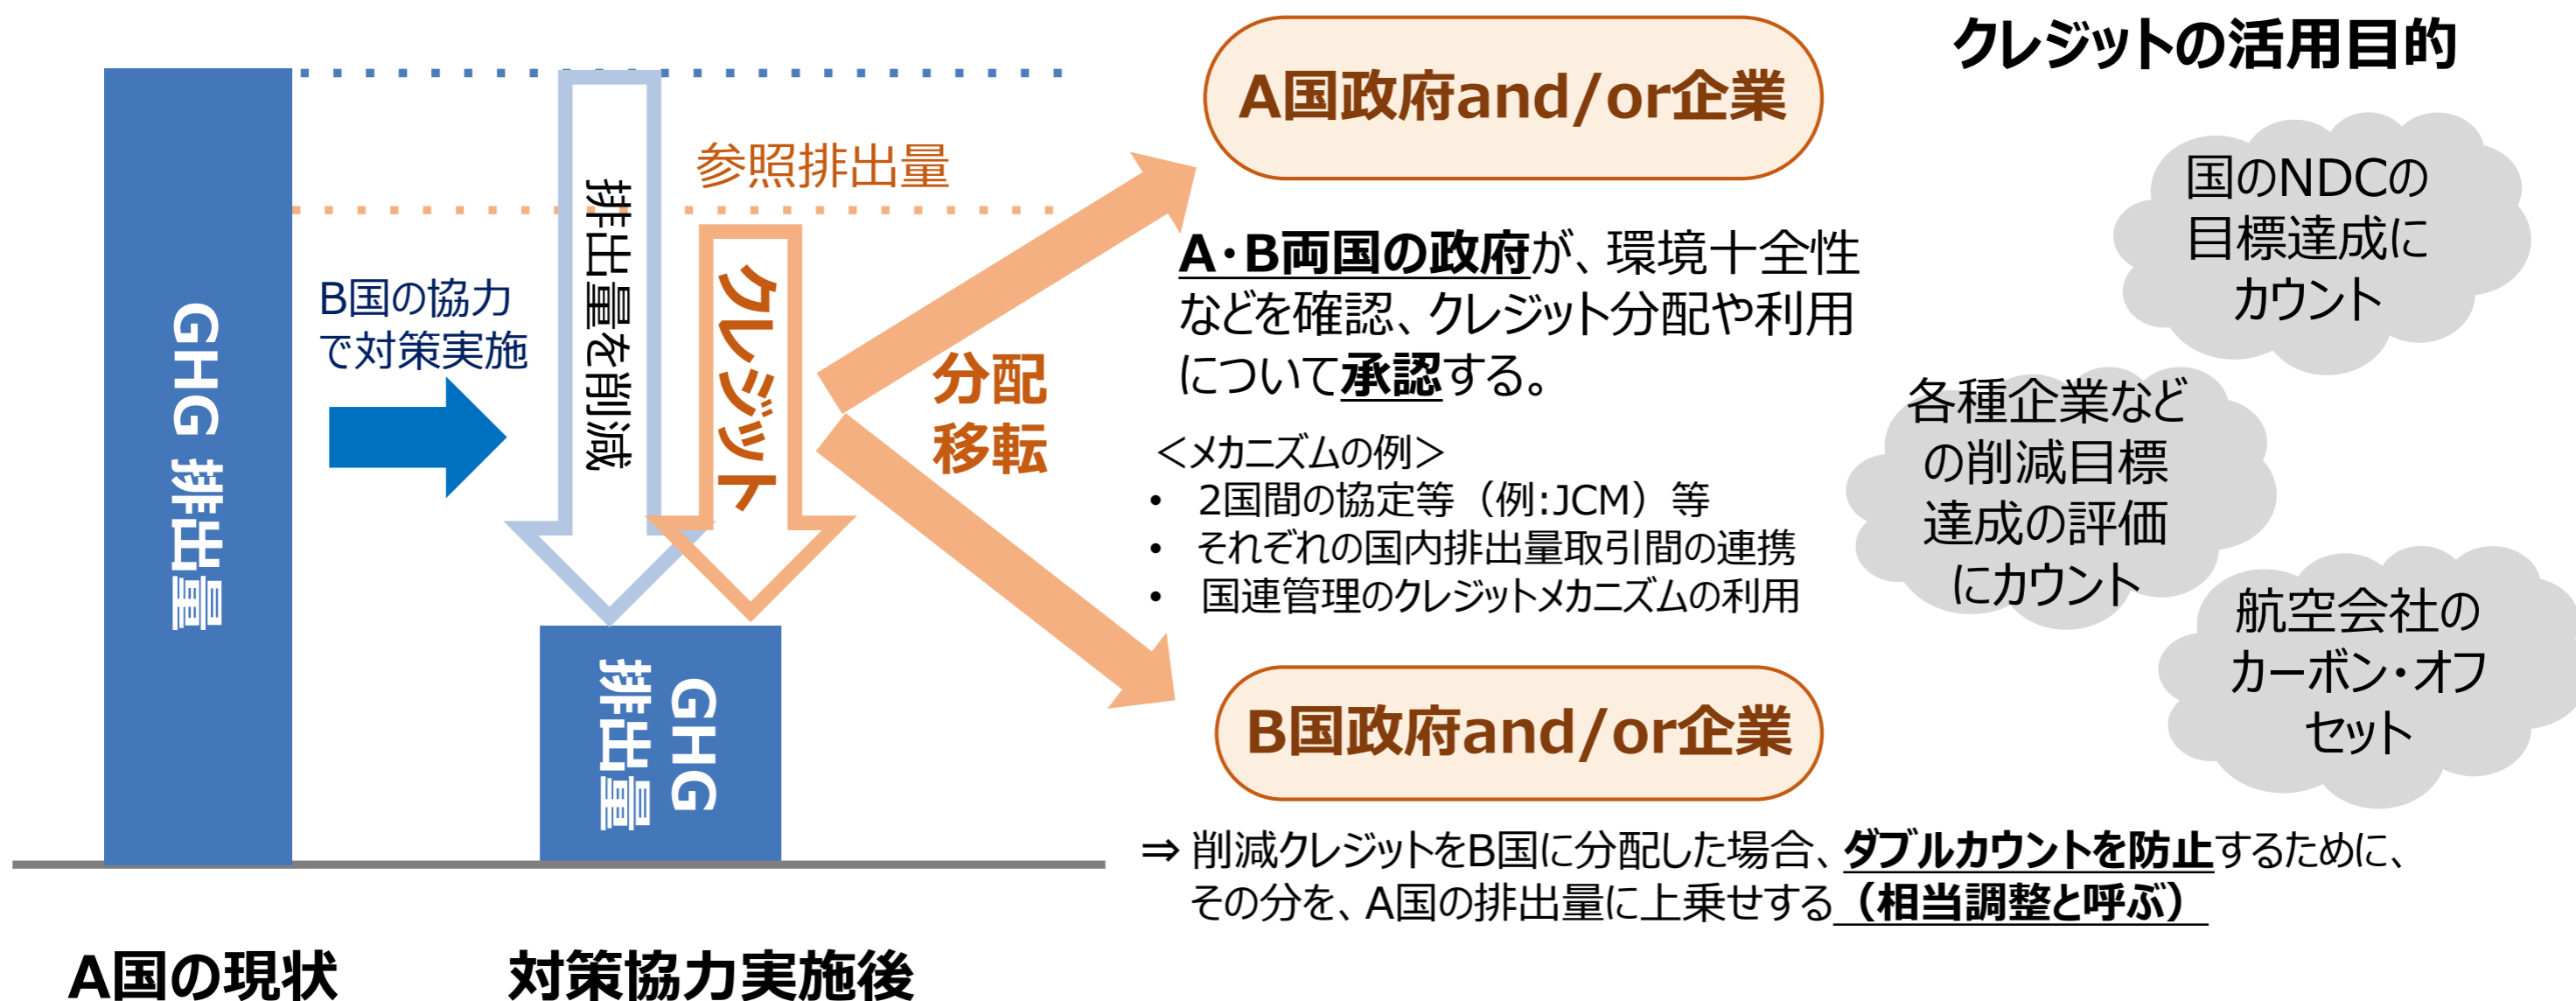 GHG 排出量
B国の協力
で対策実施
排出量を削減
参照排出量
クレジット
GHG
排出量
A国の現状
対策協力実施後
分配
移転
A国政府and/or企業
A・B両国の政府が、環境十全性
などを確認、クレジット分配や利用
について承認する。
＜メカニズムの例＞
• 2国間の協定等（例:JCM）等
• それぞれの国内排出量取引間の連携
• 国連管理のクレジットメカニズムの利用
B国政府and/or企業
⇒ 削減クレジットをB国に分配した場合、ダブルカウントを防止するために、
その分を、A国の排出量に上乗せする（相当調整と呼ぶ）
クレジットの活用目的
国のNDCの
目標達成に
カウント
各種企業など
の削減目標
達成の評価
にカウント
航空会社の
カーボン・オフ
セット